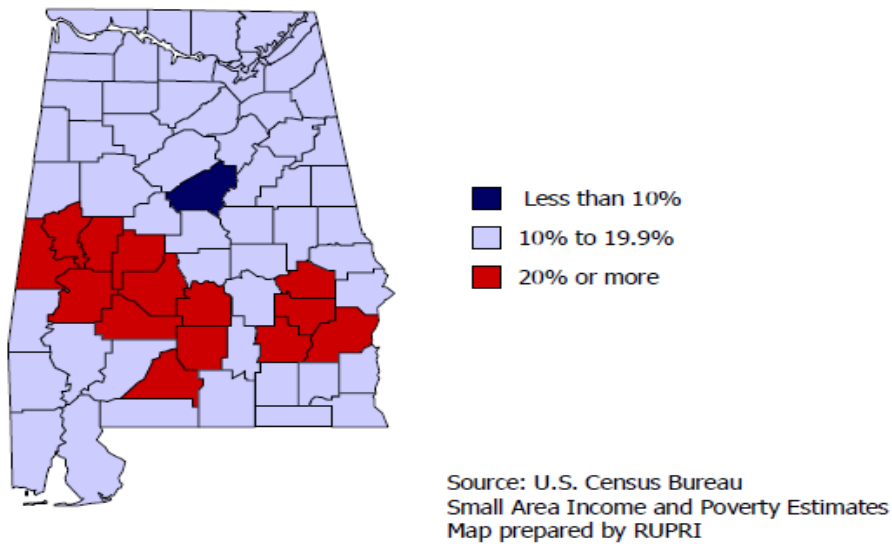 Less than 10%
10% to 19.9%
20% or more
Source: U.S. Census Bureau
Small Area Income and Poverty Estimates
Map prepared by RUPRI